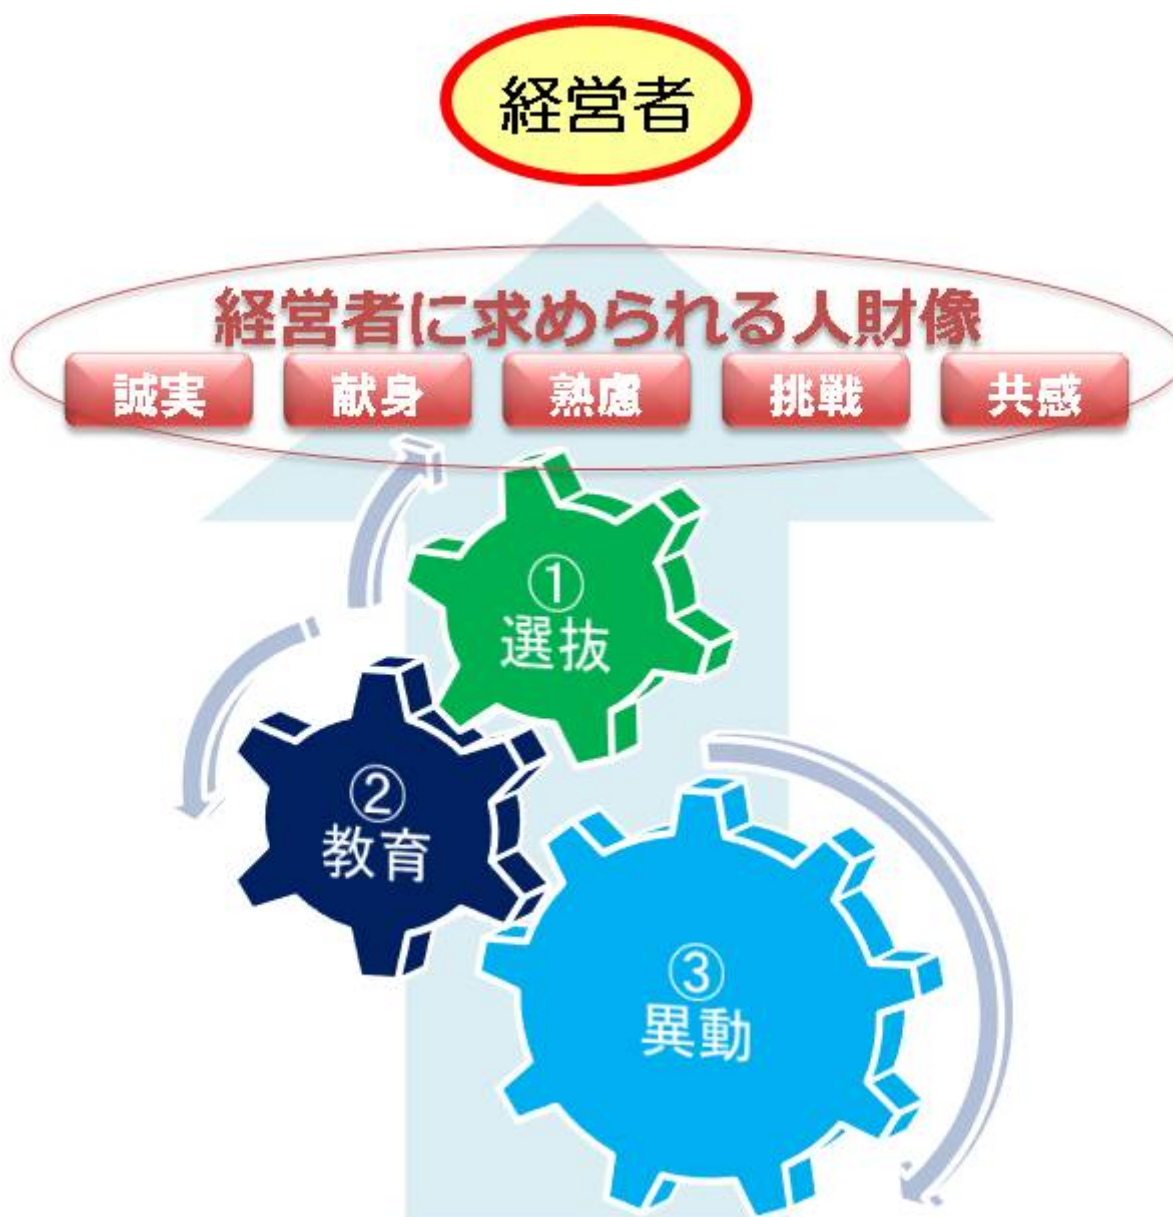 経営者
経営者に求められる人財像
誠実
献身
熟慮
挑戦
共感
①
選抜
②
教育
③
異動